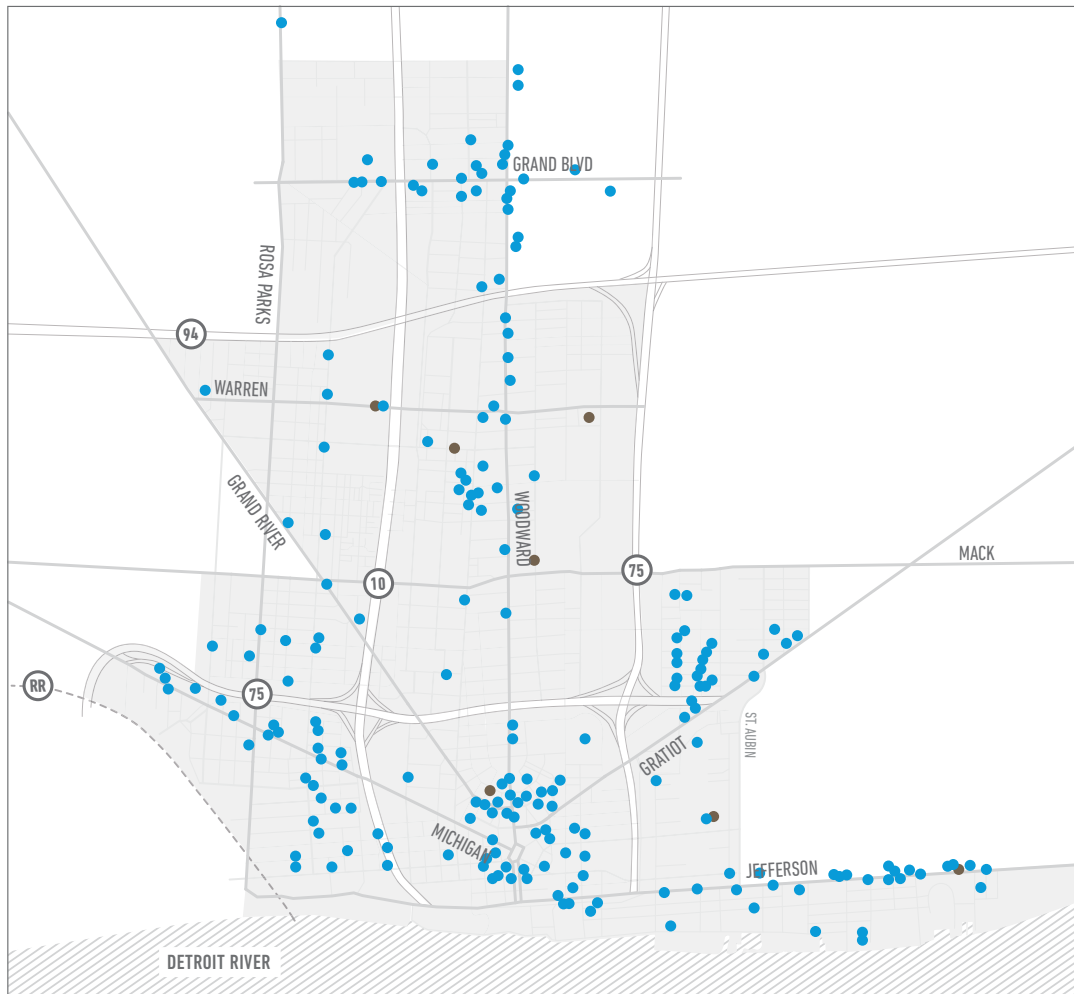 GRAND BLVD
ROSA PARKS
94
WARREN
GRAND RIVER
WOODWARD
MACK
75
10
RR
75
ST. AUBIN
GRATIOT
MICHIGAN
JEFFERSON
DETROIT RIVER